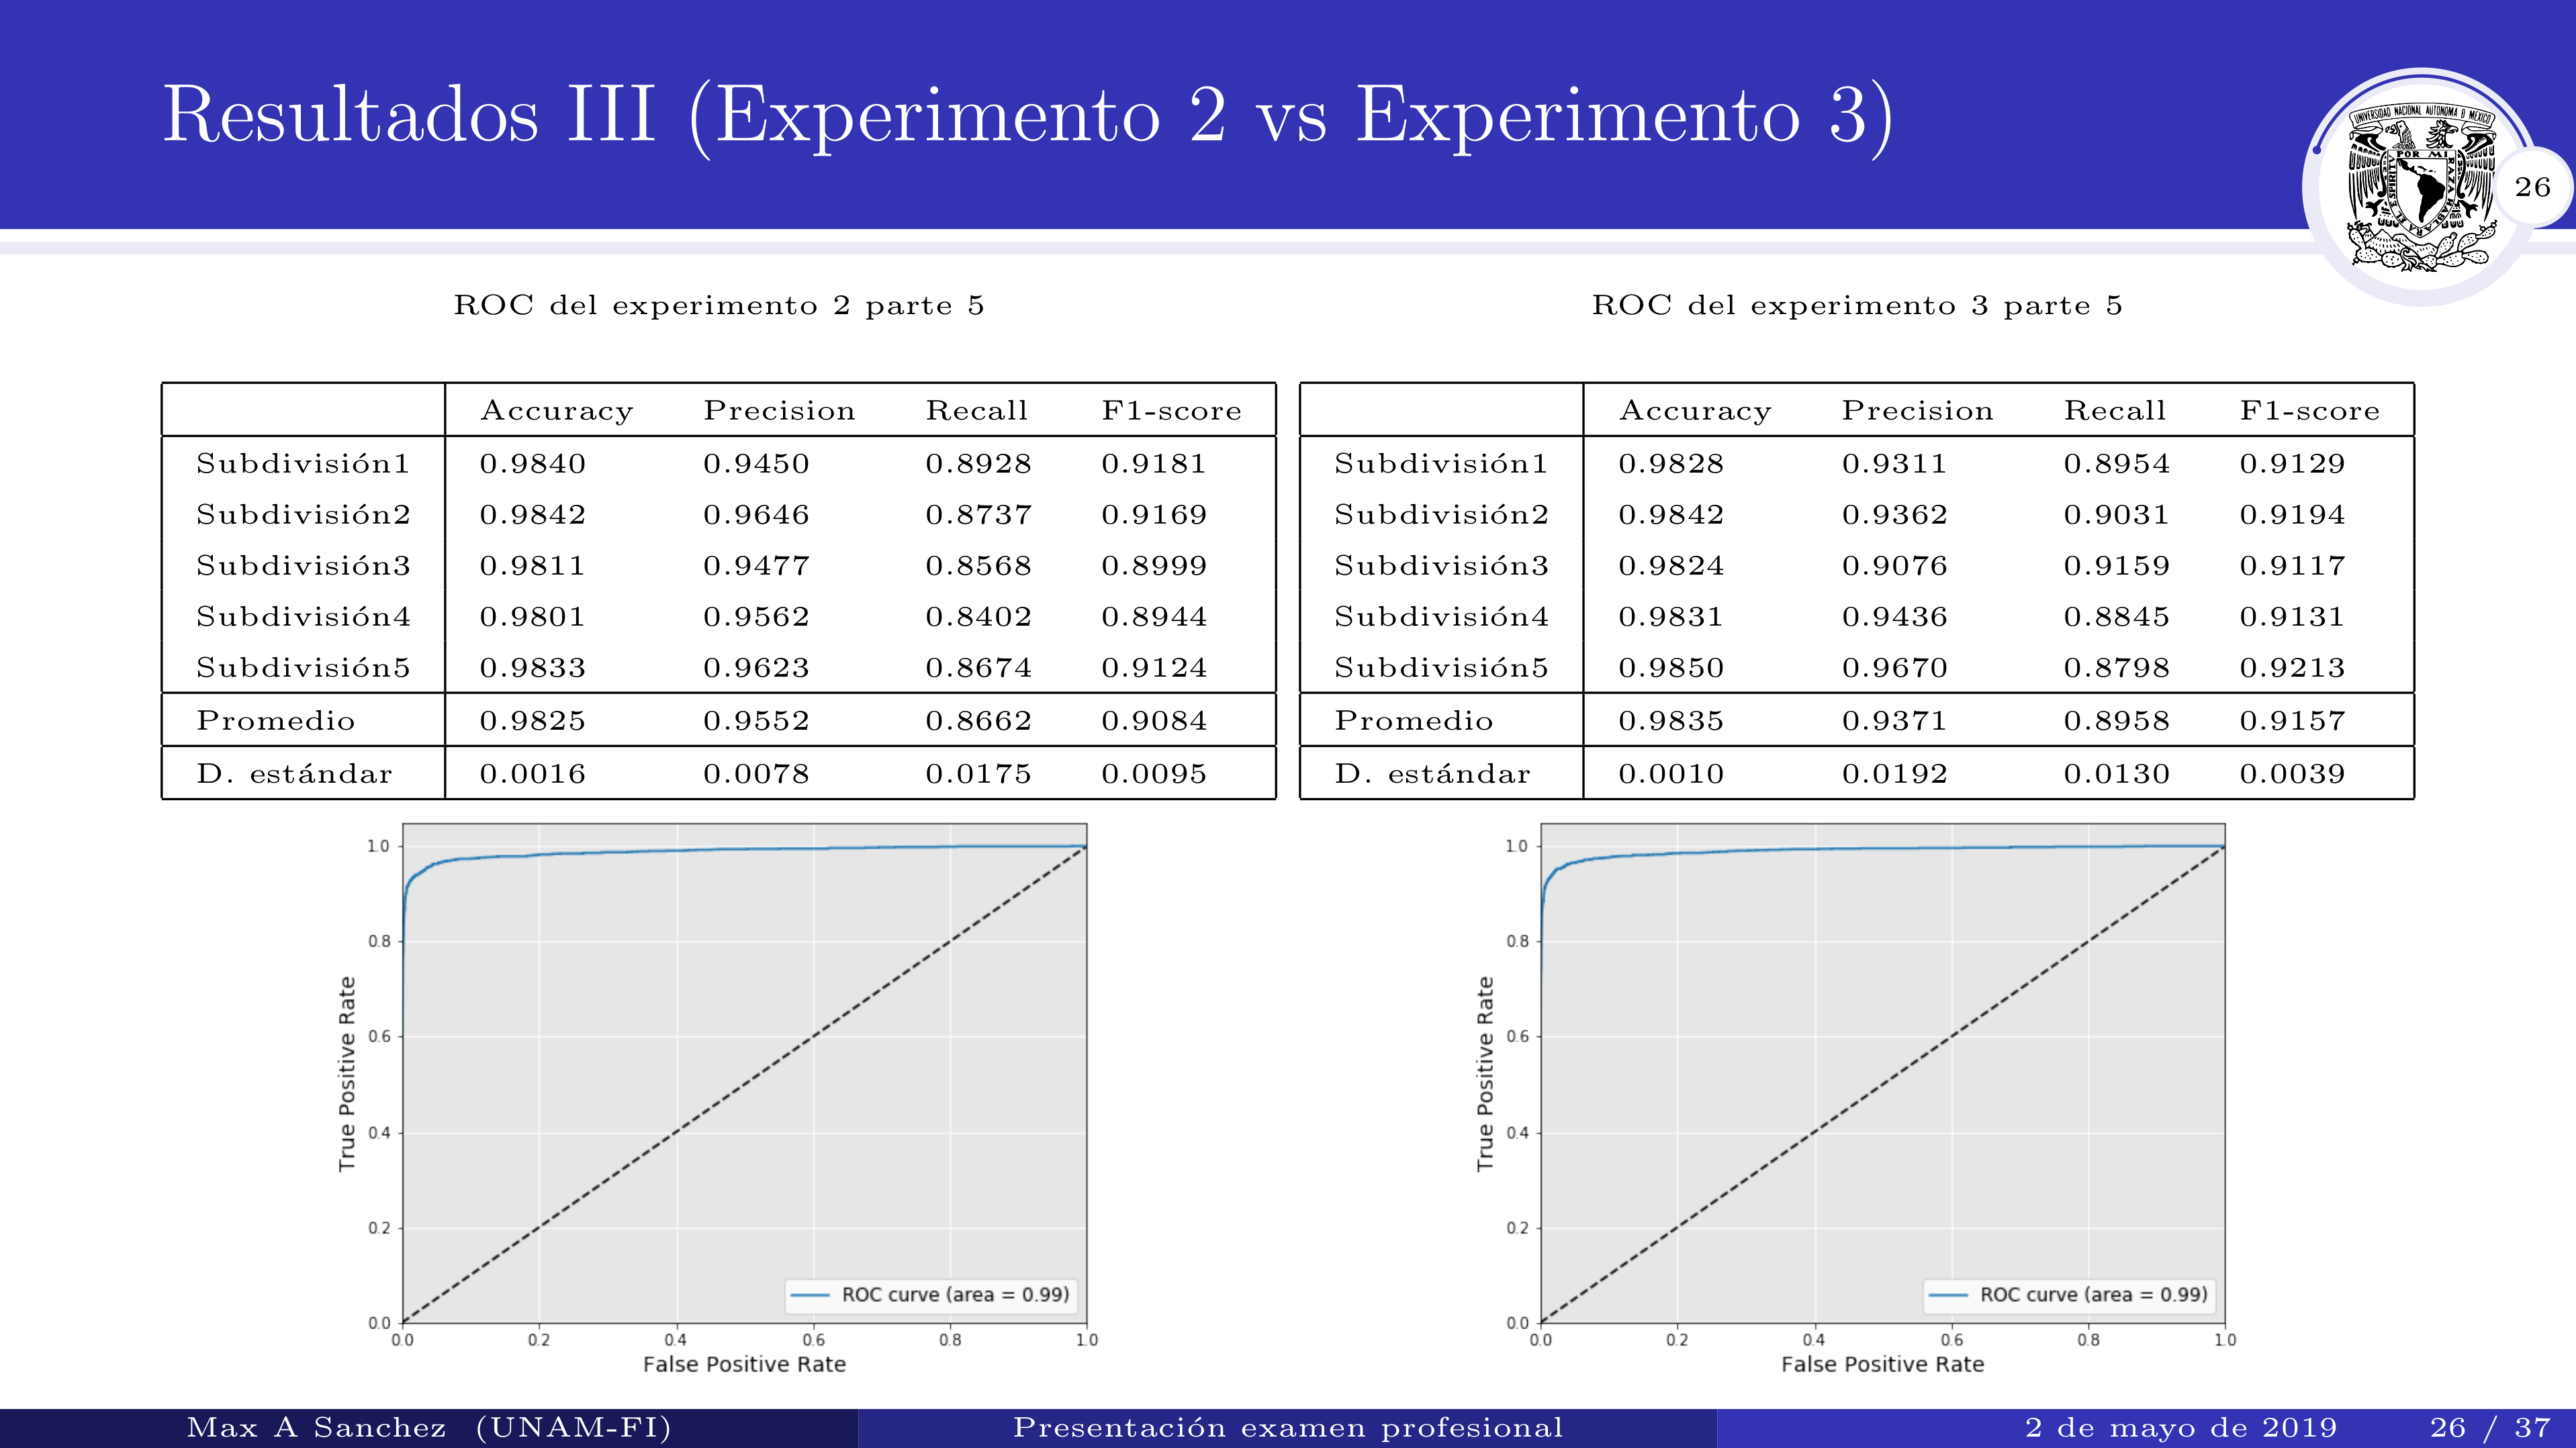 Resultados III (Experimento 2 vs Experimento 3)
UNIVERSIDAD NACIONAL AUTONOMA D MEXICO
POR MI RAZA HABLARA EL ESPIRITU
26
ROC del experimento 2 parte 5
Accuracy Precision Recall F1-score
Subdivisión1 0.9840 0.9450 0.8928 0.9181
Subdivisión2 0.9842 0.9646 0.8737 0.9169
Subdivisión3 0.9811 0.9477 0.8568 0.8999
Subdivisión4 0.9801 0.9562 0.8402 0.8944
Subdivisión5 0.9833 0.9623 0.8674 0.9124
Promedio 0.9825 0.9552 0.8662 0.9084
D. estándar 0.0016 0.0078 0.0175 0.0095
1.0
0.8
0.6
0.4
0.2
0.0
True Positive Rate
ROC curve (area = 0.99)
0.0 0.2 0.4 0.6 0.8 1.0
False Positive Rate
ROC del experimento 3 parte 5
Accuracy Precision Recall F1-score
Subdivisión1 0.9828 0.9311 0.8954 0.9129
Subdivisión2 0.9842 0.9362 0.9031 0.9194
Subdivisión3 0.9824 0.9076 0.9159 0.9117
Subdivisión4 0.9831 0.9436 0.8845 0.9131
Subdivisión5 0.9850 0.9670 0.8798 0.9213
Promedio 0.9835 0.9371 0.8958 0.9157
D. estándar 0.0010 0.0192 0.0130 0.0039
1.0
0.8
0.6
0.4
0.2
0.0
True Positive Rate
ROC curve (area = 0.99)
0.0 0.2 0.4 0.6 0.8 1.0
False Positive Rate
Max A Sanchez (UNAM-FI) Presentación examen profesional 2 de mayo de 2019 26 / 37